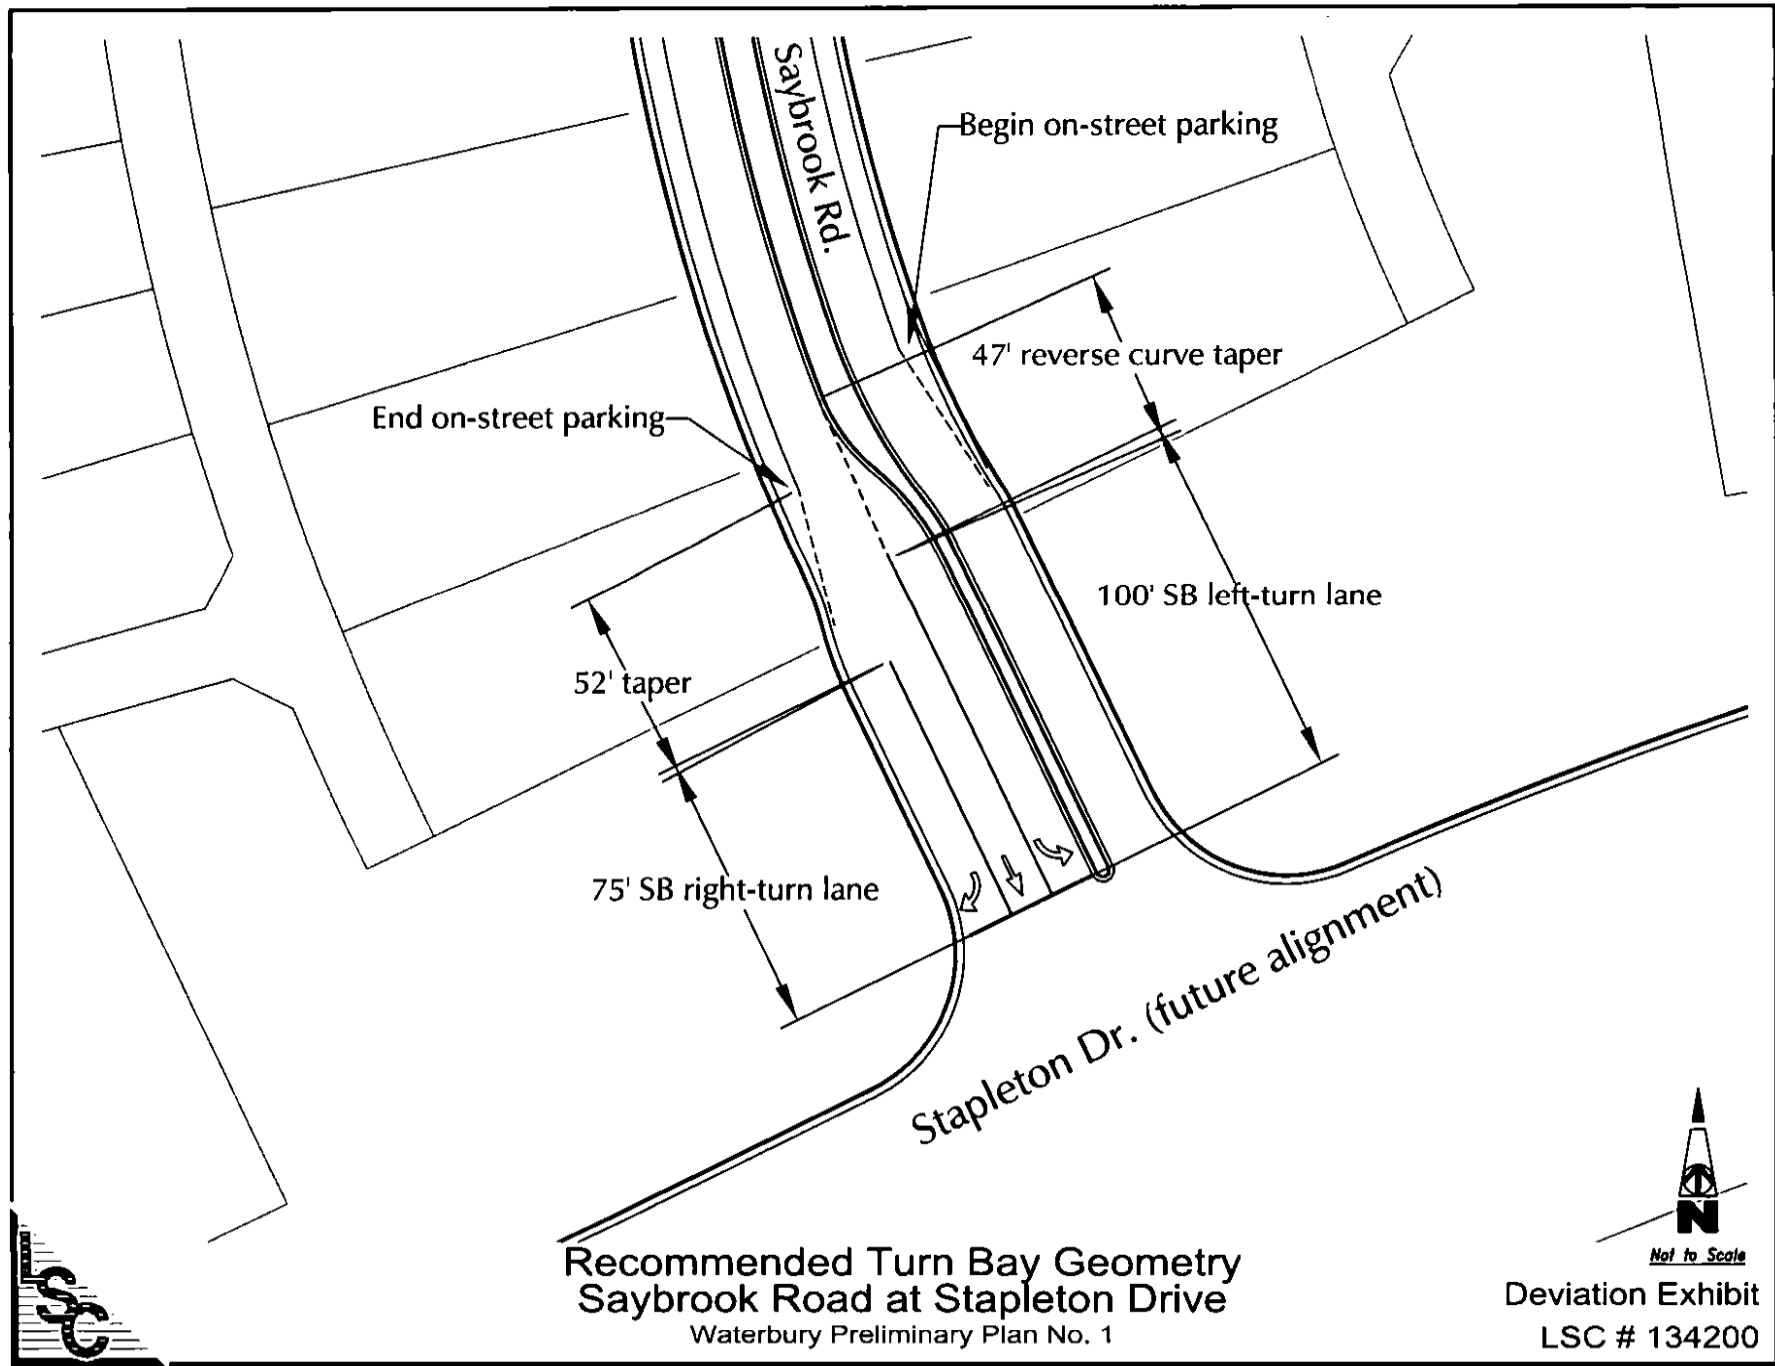 Saybrook Rd.
Begin on-street parking
47' reverse curve taper
End on-street parking
100' SB left-turn lane
52' taper
75' SB right-turn lane
Stapleton Dr. (future alignment)
N
Not to Scale
LSC
Recommended Turn Bay Geometry
Saybrook Road at Stapleton Drive
Waterbury Preliminary Plan No. 1
Deviation Exhibit
LSC # 134200